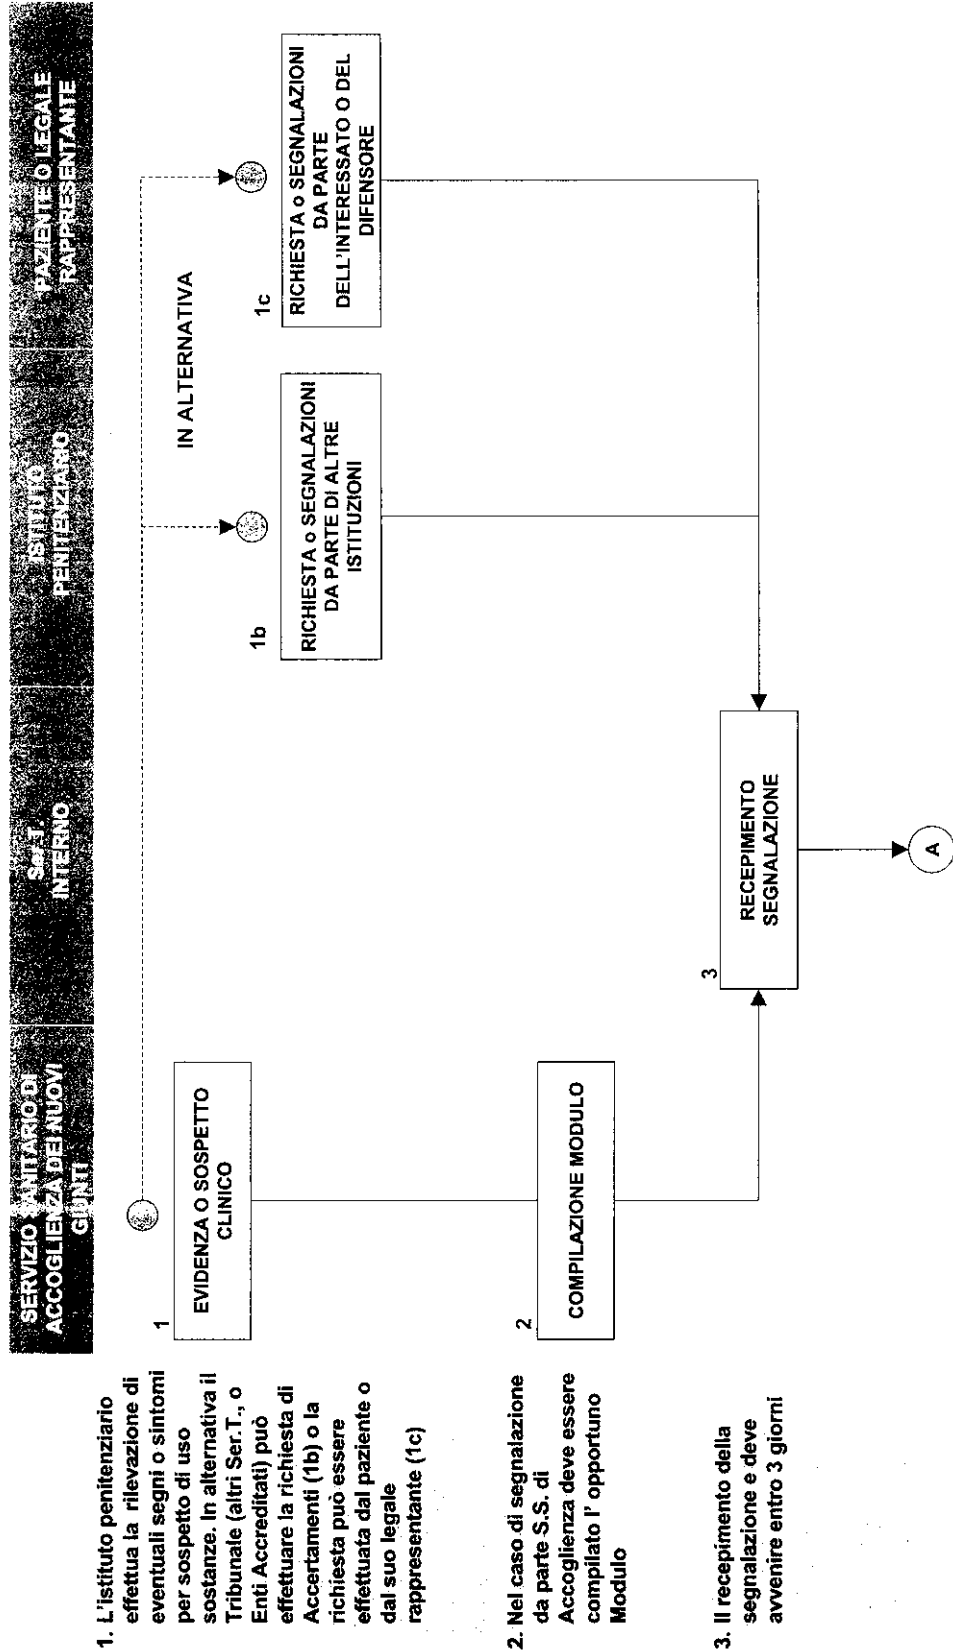 SERVIZIO SANITARIO DI
ACCOGLIENZA DEI NUOVI
GIUNTI
Ser.T.
INTERNO
ISTITUTO
PENITENZIARIO
PAZIENTE O LEGALE
RAPPRESENTANTE
1. L'istituto penitenziario
effettua la rilevazione di
eventuali segni o sintomi
per sospetto di uso
sostanze. In alternativa il
Tribunale (altri Ser.T., o
Enti Accreditati) può
effettuare la richiesta di
Accertamenti (1b) o la
richiesta può essere
effettuata dal paziente o
dal suo legale
rappresentante (1c)
1
EVIDENZA O SOSPETTO
CLINICO
IN ALTERNATIVA
1b
RICHIESTA o SEGNALAZIONI
DA PARTE DI ALTRE
ISTITUZIONI
1c
RICHIESTA o SEGNALAZIONI
DA PARTE
DELL'INTERESSATO O DEL
DIFENSORE
2. Nel caso di segnalazione
da parte S.S. di
Accoglienza deve essere
compilato l' opportuno
Modulo
2
COMPILAZIONE MODULO
3. Il recepimento della
segnalazione e deve
avvenire entro 3 giorni
3
RECEPIMENTO
SEGNALAZIONE
A